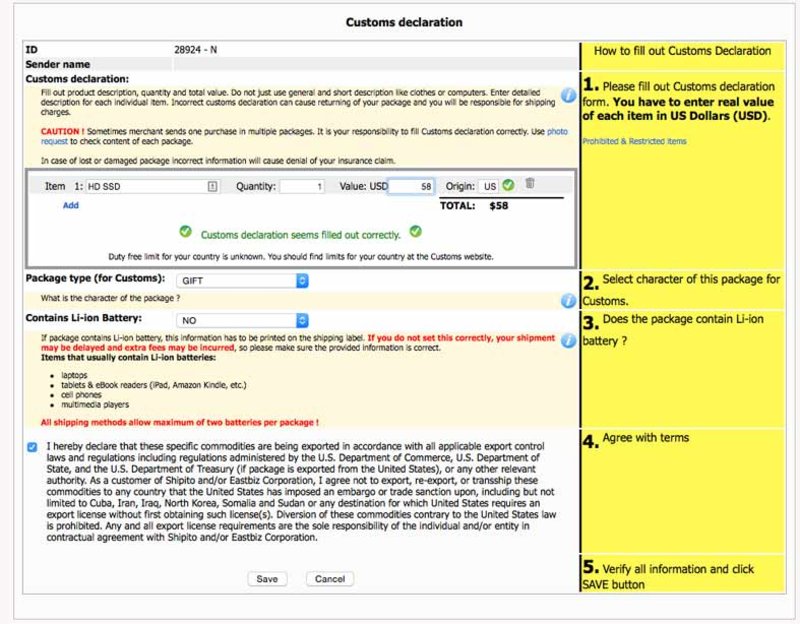 Customs declaration
ID 28924 - N
Sender name
Customs declaration:
Fill out product description, quantity and total value. Do not just use general and short description like clothes or computers. Enter detailed
description for each individual item. Incorrect customs declaration can cause returning of your package and you will be responsible for shipping
charges.
CAUTION ! Sometimes merchant sends one purchase in multiple packages. It is your responsibility to fill Customs declaration correctly. Use photo
request to check content of each package.
In case of lost or damaged package incorrect information will cause denial of your insurance claim.
Item 1: HD SSD Quantity: 1 Value: USD 58 Origin: US
Add TOTAL: $58
Customs declaration seems filled out correctly.
Duty free limit for your country is unknown. You should find limits for your country at the Customs website.
Package type (for Customs): GIFT
What is the character of the package ?
Contains Li-ion Battery: NO
If package contains Li-ion battery, this information has to be printed on the shipping label. If you do not set this correctly, your shipment
may be delayed and extra fees may be incurred, so please make sure the provided information is correct.
Items that usually contain Li-ion batteries:
laptops
tablets & eBook readers (iPad, Amazon Kindle, etc.)
cell phones
multimedia players
All shipping methods allow maximum of two batteries per package !
I hereby declare that these specific commodities are being exported in accordance with all applicable export control
laws and regulations including regulations administered by the U.S. Department of Commerce, U.S. Department of
State, and the U.S. Department of Treasury (if package is exported from the United States), or any other relevant
authority. As a customer of Shipito and/or Eastbiz Corporation, I agree not to export, re-export, or transship these
commodities to any country that the United States has imposed an embargo or trade sanction upon, including but not
limited to Cuba, Iran, Iraq, North Korea, Somalia and Sudan or any destination for which United States requires an
export license without first obtaining such license(s). Diversion of these commodities contrary to the United States law
is prohibited. Any and all export license requirements are the sole responsibility of the individual and/or entity in
contractual agreement with Shipito and/or Eastbiz Corporation.
Save Cancel
How to fill out Customs Declaration
1. Please fill out Customs declaration
form. You have to enter real value
of each item in US Dollars (USD).
Prohibited & Restricted items
2. Select character of this package for
Customs.
3. Does the package contain Li-ion
battery ?
4. Agree with terms
5. Verify all information and click
SAVE button